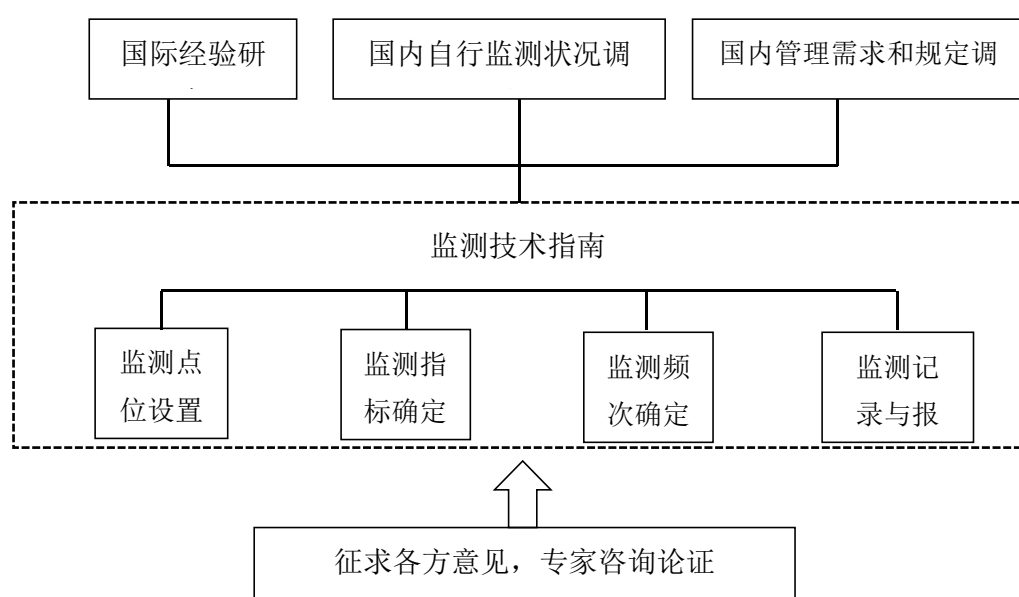 国际经验研
国内自行监测状况调
国内管理需求和规定调
监测技术指南
监测点
位设置
监测指
标确定
监测频
次确定
监测记
录与报
征求各方意见，专家咨询论证